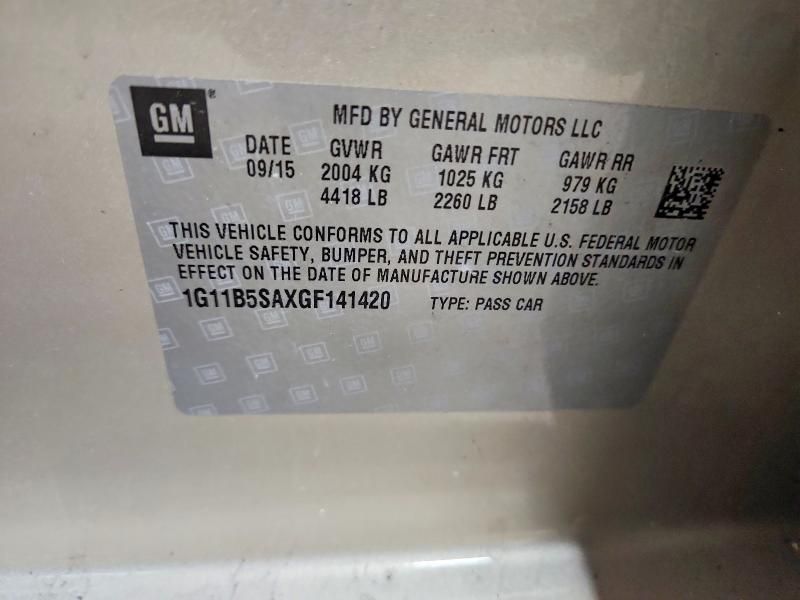 GM®
MFD BY GENERAL MOTORS LLC
DATE GVWR GAWR FRT GAWR RR
09/15 2004 KG 1025 KG 979 KG
4418 LB 2260 LB 2158 LB
THIS VEHICLE CONFORMS TO ALL APPLICABLE U.S. FEDERAL MOTOR
VEHICLE SAFETY, BUMPER, AND THEFT PREVENTION STANDARDS IN
EFFECT ON THE DATE OF MANUFACTURE SHOWN ABOVE.
1G11B5SAXGF141420 TYPE: PASS CAR